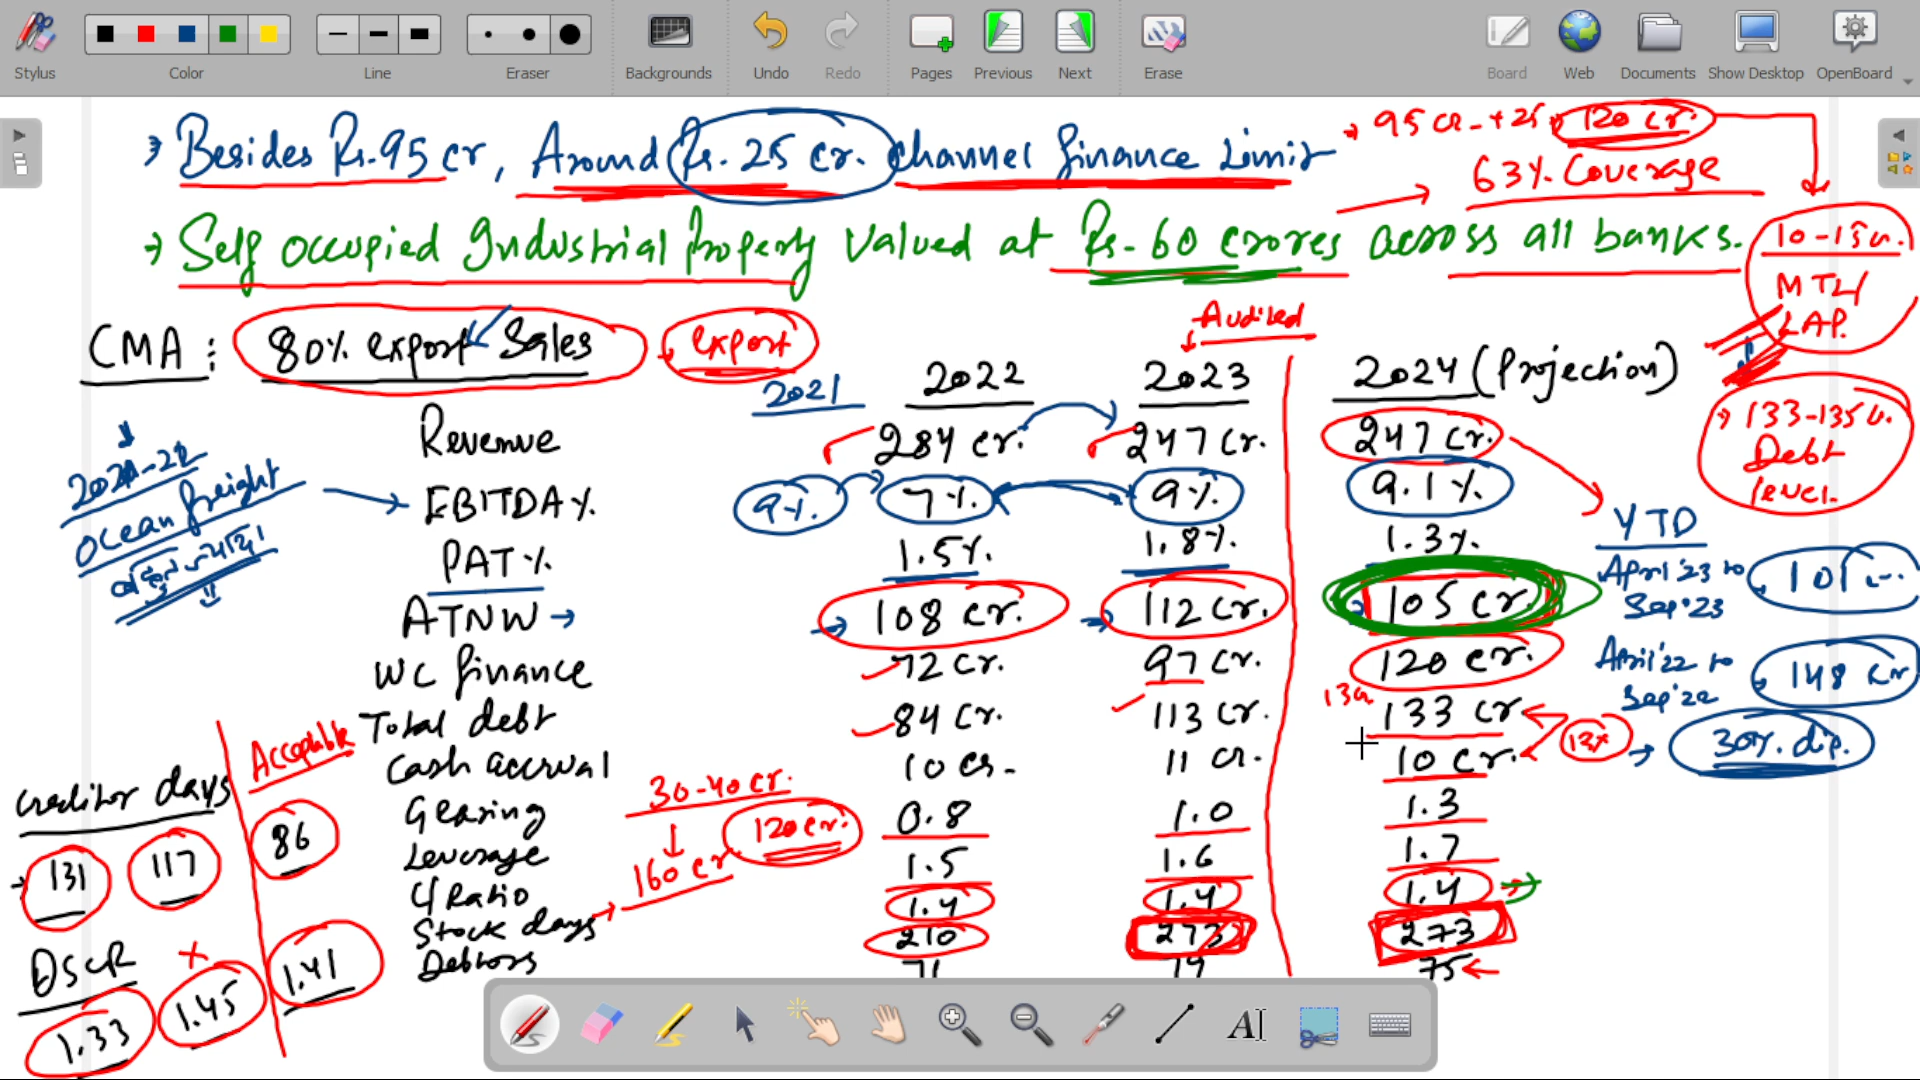 Stylus
Color
Line
Eraser
Backgrounds
Undo
Redo
Pages
Previous
Next
Erase
Board
Web
Documents
Show Desktop
OpenBoard
→ Besides Rs.95 cr, Around Rs. 25 cr. channel finance Limit
→ 95 cr + 25 → 120 cr.
63% Coverage
→ Self occupied Industrial Property valued at Rs. 60 crores across all banks.
10-15 cr.
MTL/
LAP.
→ 133-135 cr.
Debt
level.
CMA : 80% export Sales → export
Audited
2021 2022 2023 2024 (Projection)
Revenue 284 cr. 247 cr. 247 cr.
EBITDA%. 9%. 7%. 9%. 9.1%
PAT% 1.5%. 1.8%. 1.3%.
ATNW → 108 cr. 112 cr. 105 cr.
WC finance 72 cr. 97 cr. 120 cr.
Total debt 84 cr. 113 cr. 133 cr
Cash accrual 10 cr. 11 cr. 10 cr.
Gearing 0.8 1.0 1.3
Leverage 1.5 1.6 1.7
C/Ratio 1.4 1.4 1.4
Stock days 210 273 273
Debtors 71 75
2021-22
Ocean freight
YTD
April'23 to
Sep'23
101 cr.
April'22 to
Sep'22
148 cr
30%. dip.
13x
30-40 cr.
120 cr.
160 cr
Acceptable
creditor days
131 117 86
DSCR
1.33 1.45 1.41